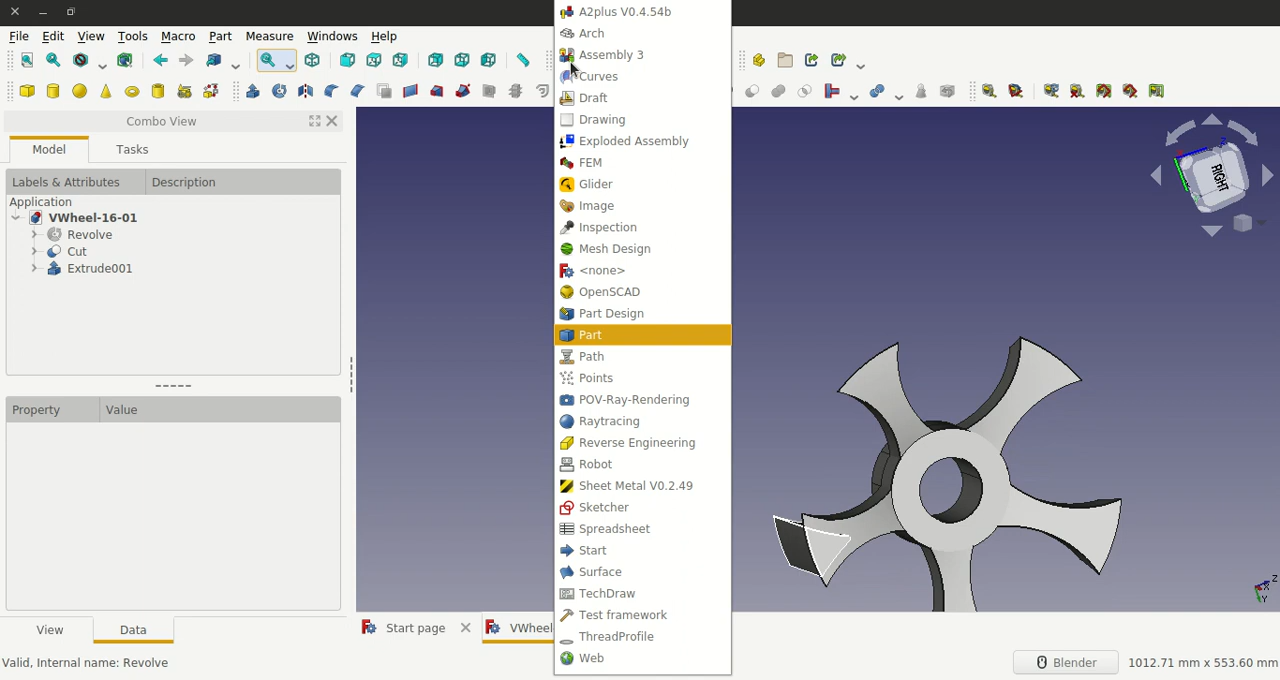 File Edit View Tools Macro Part Measure Windows Help
Combo View
Model Tasks
Labels & Attributes Description
Application
VWheel-16-01
Revolve
Cut
Extrude001
Property Value
View Data
Valid, Internal name: Revolve
A2plus V0.4.54b
Arch
Assembly 3
Curves
Draft
Drawing
Exploded Assembly
FEM
Glider
Image
Inspection
Mesh Design
<none>
OpenSCAD
Part Design
Part
Path
Points
POV-Ray-Rendering
Raytracing
Reverse Engineering
Robot
Sheet Metal V0.2.49
Sketcher
Spreadsheet
Start
Surface
TechDraw
Test framework
ThreadProfile
Web
RIGHT
Z
Z
X
Y
Start page VWheel
Blender 1012.71 mm x 553.60 mm